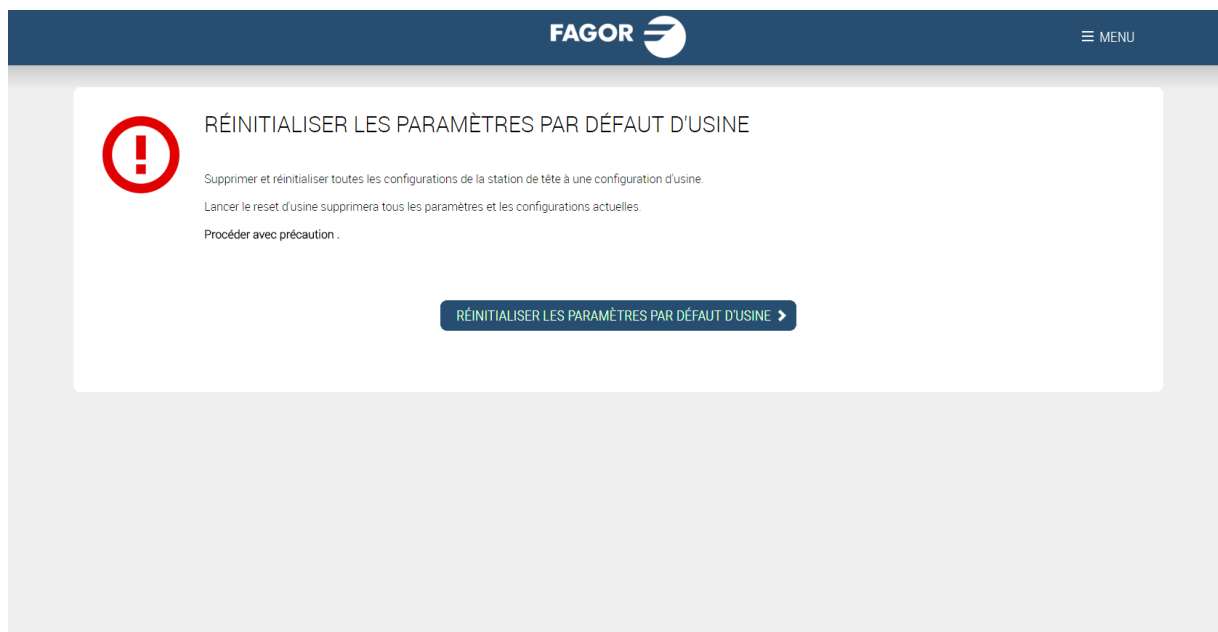 FAGOR
☰ MENU
RÉINITIALISER LES PARAMÈTRES PAR DÉFAUT D'USINE
Supprimer et réinitialiser toutes les configurations de la station de tête à une configuration d'usine.
Lancer le reset d'usine supprimera tous les paramètres et les configurations actuelles.
Procéder avec précaution .
RÉINITIALISER LES PARAMÈTRES PAR DÉFAUT D'USINE